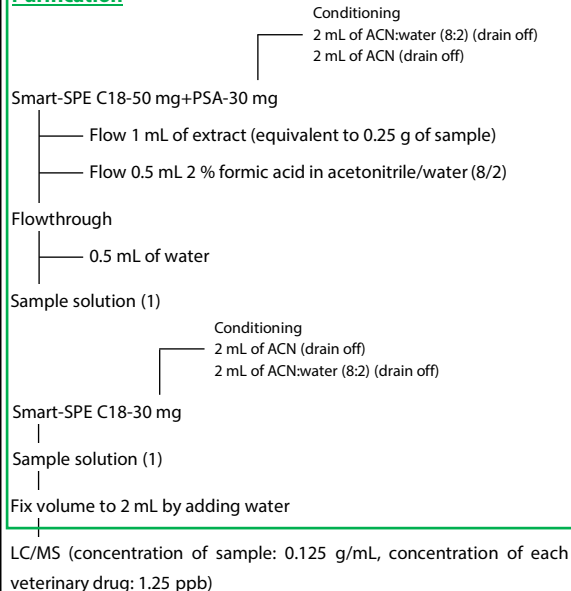 Purification
Conditioning
2 mL of ACN:water (8:2) (drain off)
2 mL of ACN (drain off)
Smart-SPE C18-50 mg+PSA-30 mg
Flow 1 mL of extract (equivalent to 0.25 g of sample)
Flow 0.5 mL 2 % formic acid in acetonitrile/water (8/2)
Flowthrough
0.5 mL of water
Sample solution (1)
Conditioning
2 mL of ACN (drain off)
2 mL of ACN:water (8:2) (drain off)
Smart-SPE C18-30 mg
Sample solution (1)
Fix volume to 2 mL by adding water
LC/MS (concentration of sample: 0.125 g/mL, concentration of each
veterinary drug: 1.25 ppb)